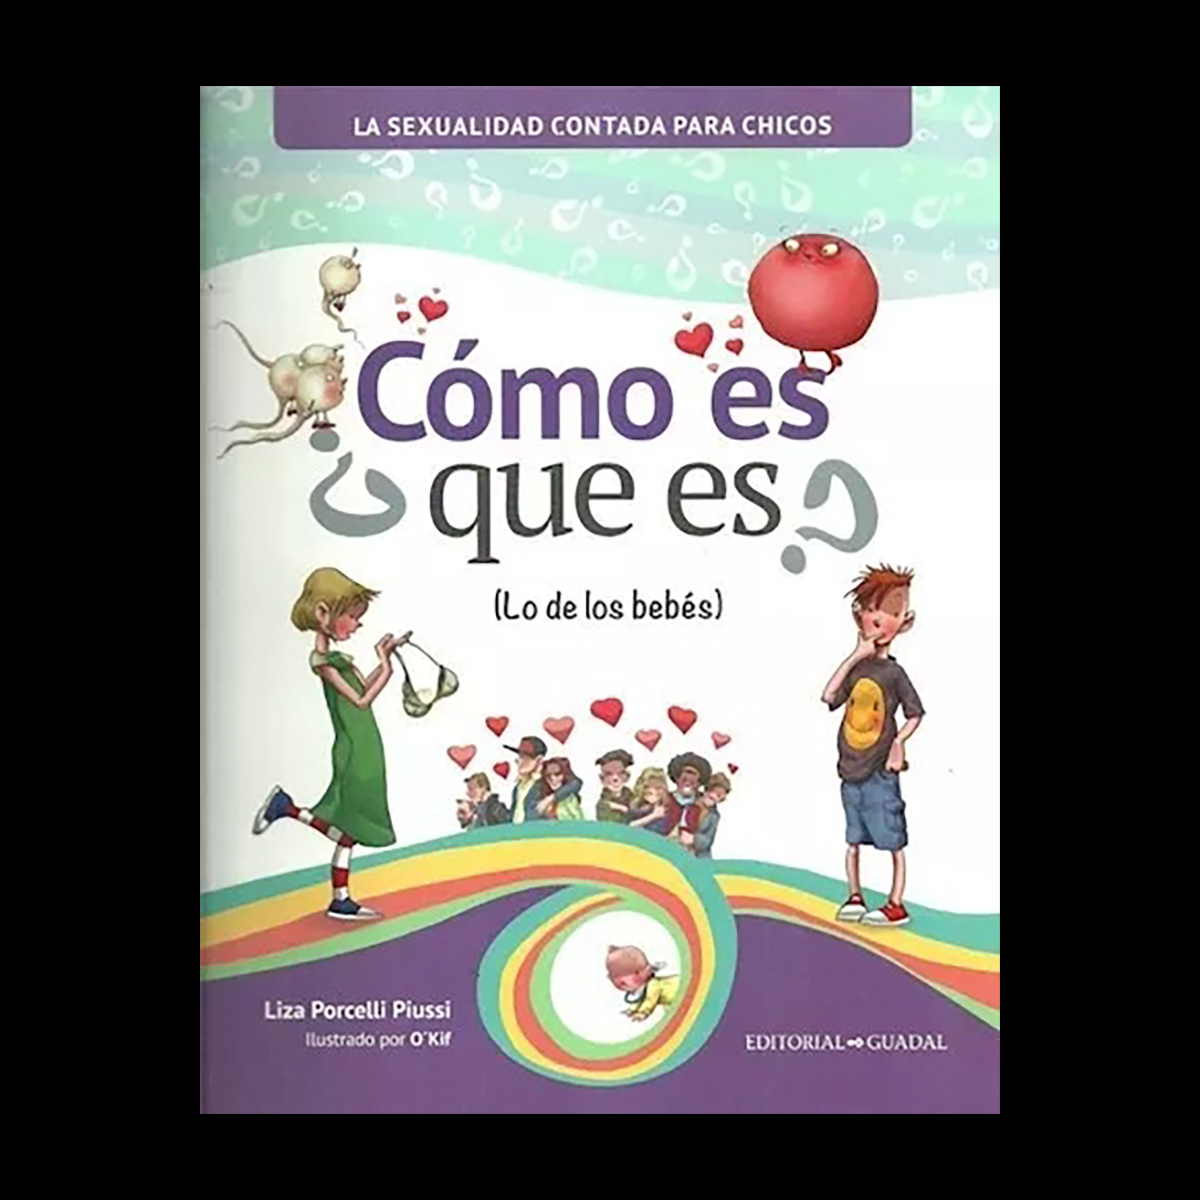 LA SEXUALIDAD CONTADA PARA CHICOS
Cómo es
¿que es?
(Lo de los bebés)
Liza Porcelli Piussi
Ilustrado por O´Kif
EDITORIAL GUADAL